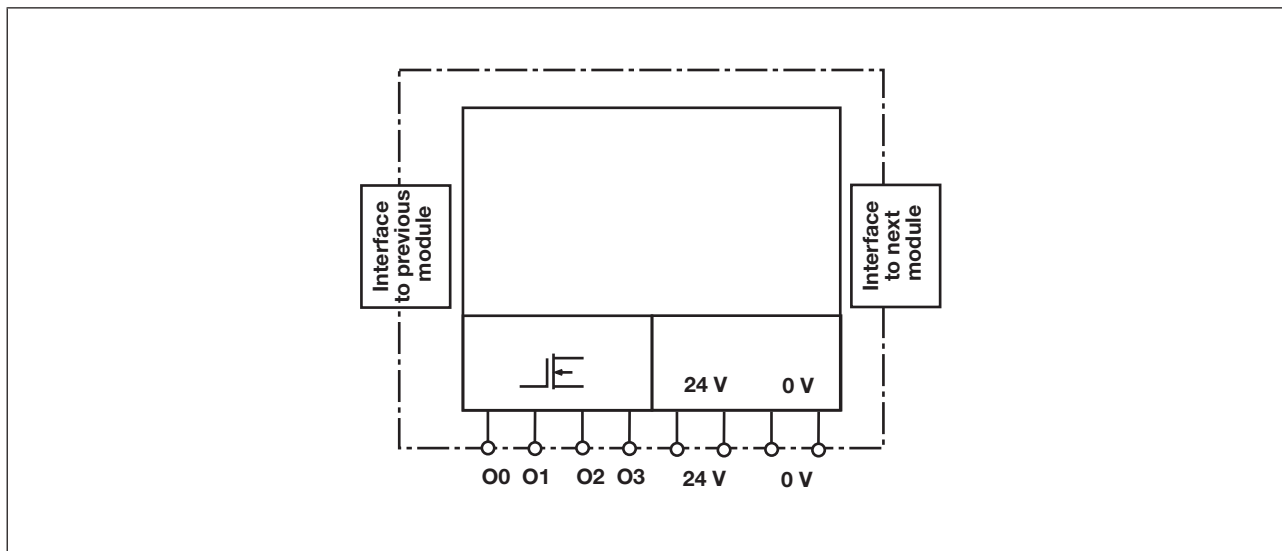 Interface
to previous
module
Interface
to next
module
24 V 0 V
O0 O1 O2 O3 24 V 0 V